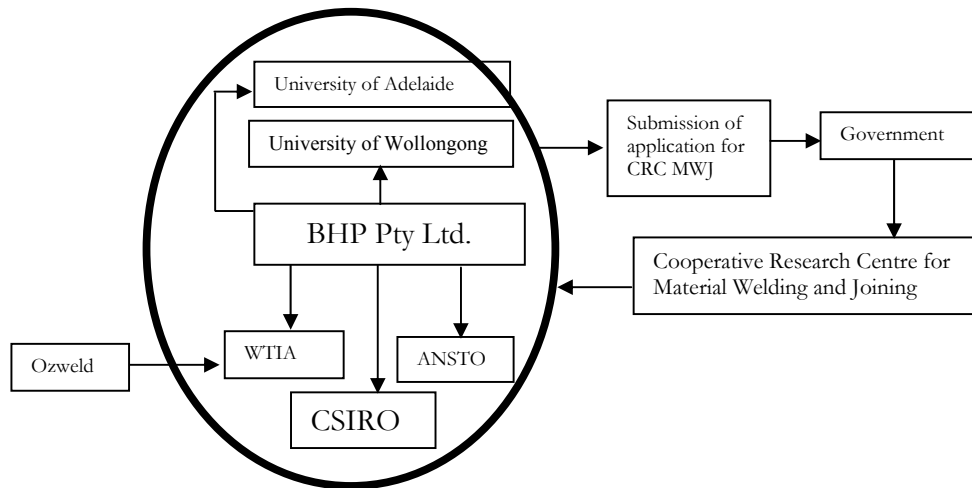 University of Adelaide
University of Wollongong
Submission of
application for
CRC MWJ
Government
BHP Pty Ltd.
Cooperative Research Centre for
Material Welding and Joining
Ozweld
WTIA
ANSTO
CSIRO